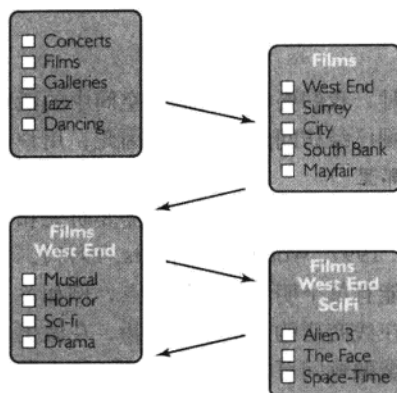 Concerts
Films
Galleries
Jazz
Dancing
Films
West End
Surrey
City
South Bank
Mayfair
Films
West End
Musical
Horror
Sci-fi
Drama
Films
West End
SciFi
Alien 3
The Face
Space-Time